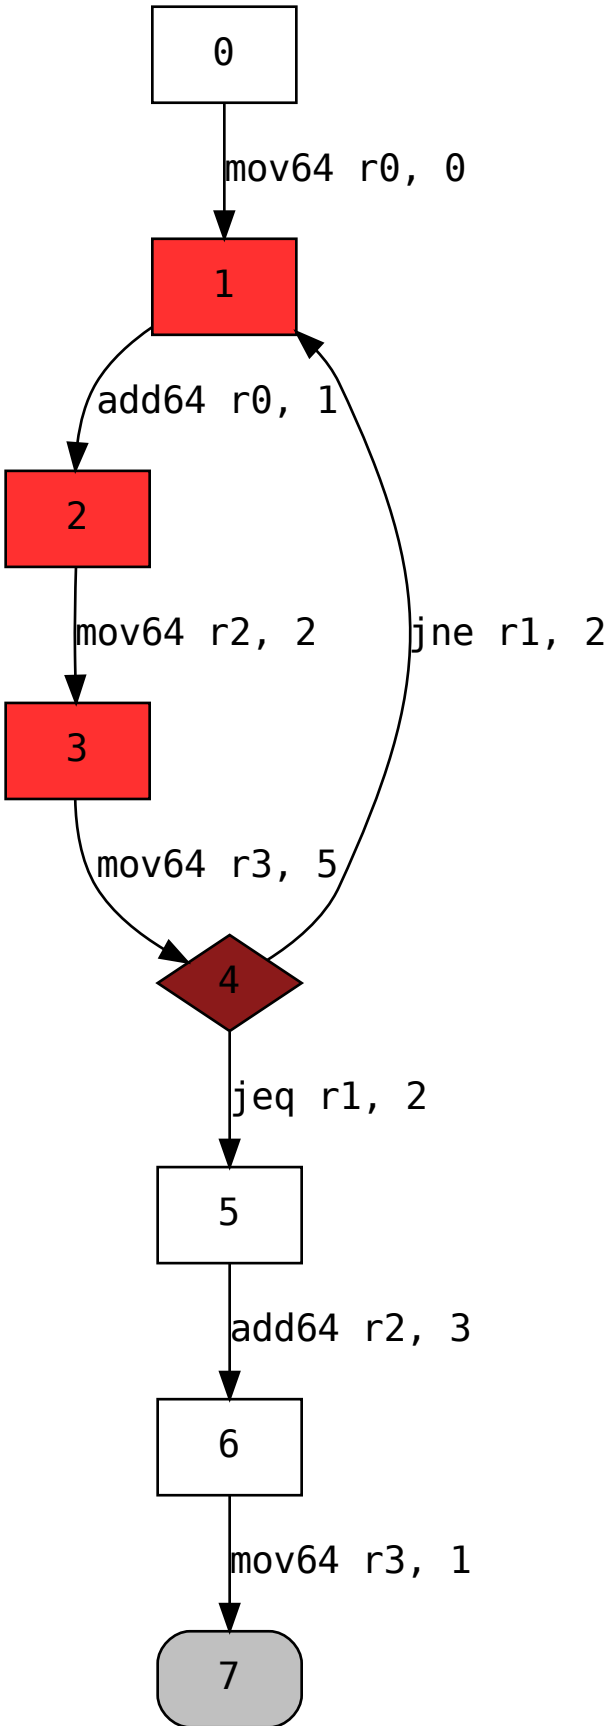 0
mov64 r0, 0
1
add64 r0, 1
2
mov64 r2, 2
jne r1, 2
3
mov64 r3, 5
4
jeq r1, 2
5
add64 r2, 3
6
mov64 r3, 1
7